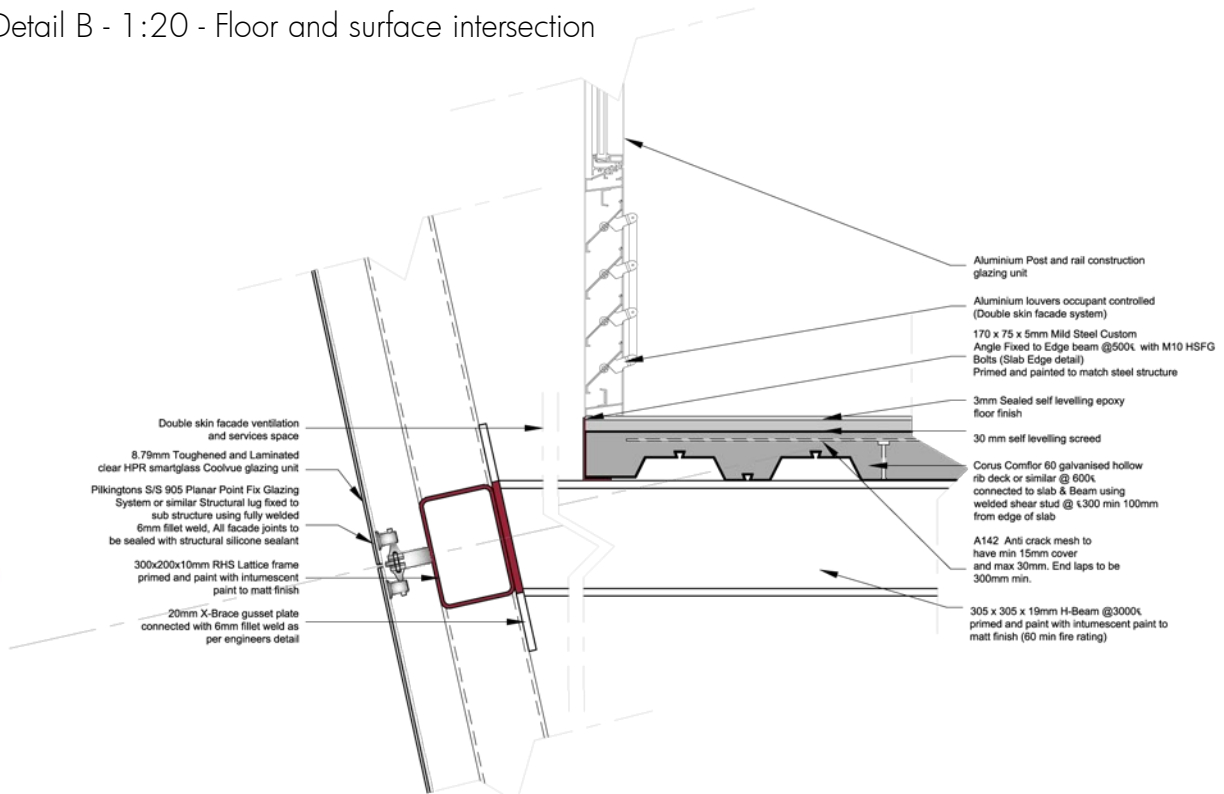 Detail B - 1:20 - Floor and surface intersection
Aluminium Post and rail construction
glazing unit
Aluminium louvers occupant controlled
(Double skin facade system)
170 x 75 x 5mm Mild Steel Custom
Angle Fixed to Edge beam @500℄ with M10 HSFG
Bolts (Slab Edge detail)
Primed and painted to match steel structure
3mm Sealed self levelling epoxy
floor finish
30 mm self levelling screed
Corus Comflor 60 galvanised hollow
rib deck or similar @ 600℄
connected to slab & Beam using
welded shear stud @ ℄300 min 100mm
from edge of slab
A142 Anti crack mesh to
have min 15mm cover
and max 30mm. End laps to be
300mm min.
305 x 305 x 19mm H-Beam @3000℄
primed and paint with intumescent paint to
matt finish (60 min fire rating)
Double skin facade ventilation
and services space
8.79mm Toughened and Laminated
clear HPR smartglass Coolvue glazing unit
Pilkingtons S/S 905 Planar Point Fix Glazing
System or similar Structural lug fixed to
sub structure using fully welded
6mm fillet weld, All facade joints to
be sealed with structural silicone sealant
300x200x10mm RHS Lattice frame
primed and paint with intumescent
paint to matt finish
20mm X-Brace gusset plate
connected with 6mm fillet weld as
per engineers detail